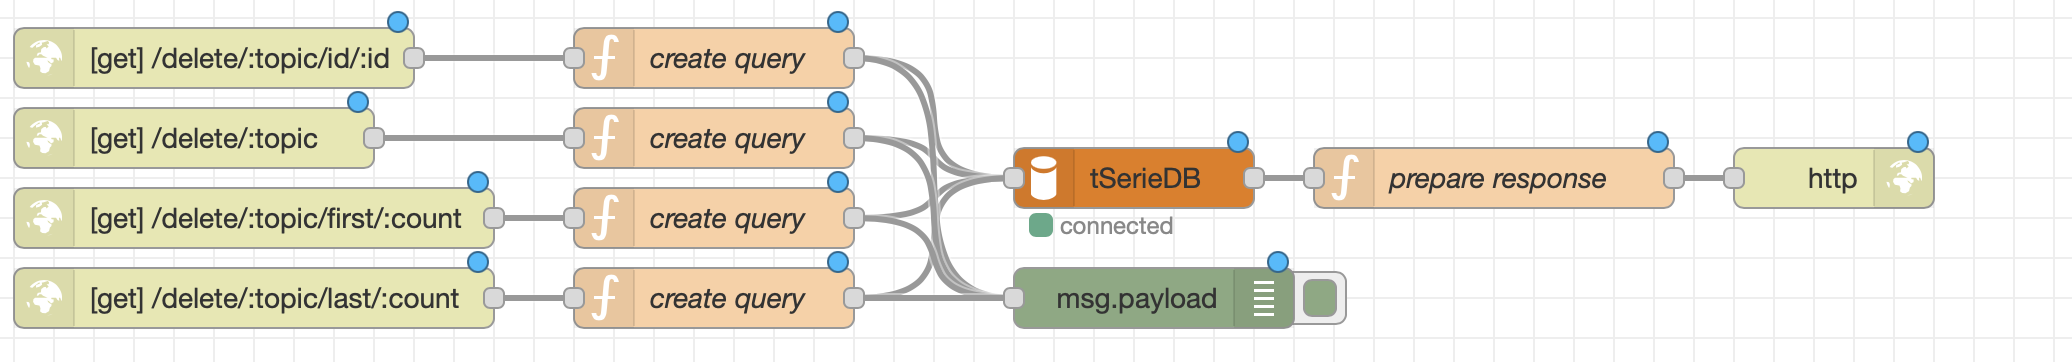 [get] /delete/:topic/id/:id
create query
[get] /delete/:topic
create query
tSerieDB
prepare response
http
[get] /delete/:topic/first/:count
create query
connected
[get] /delete/:topic/last/:count
create query
msg.payload